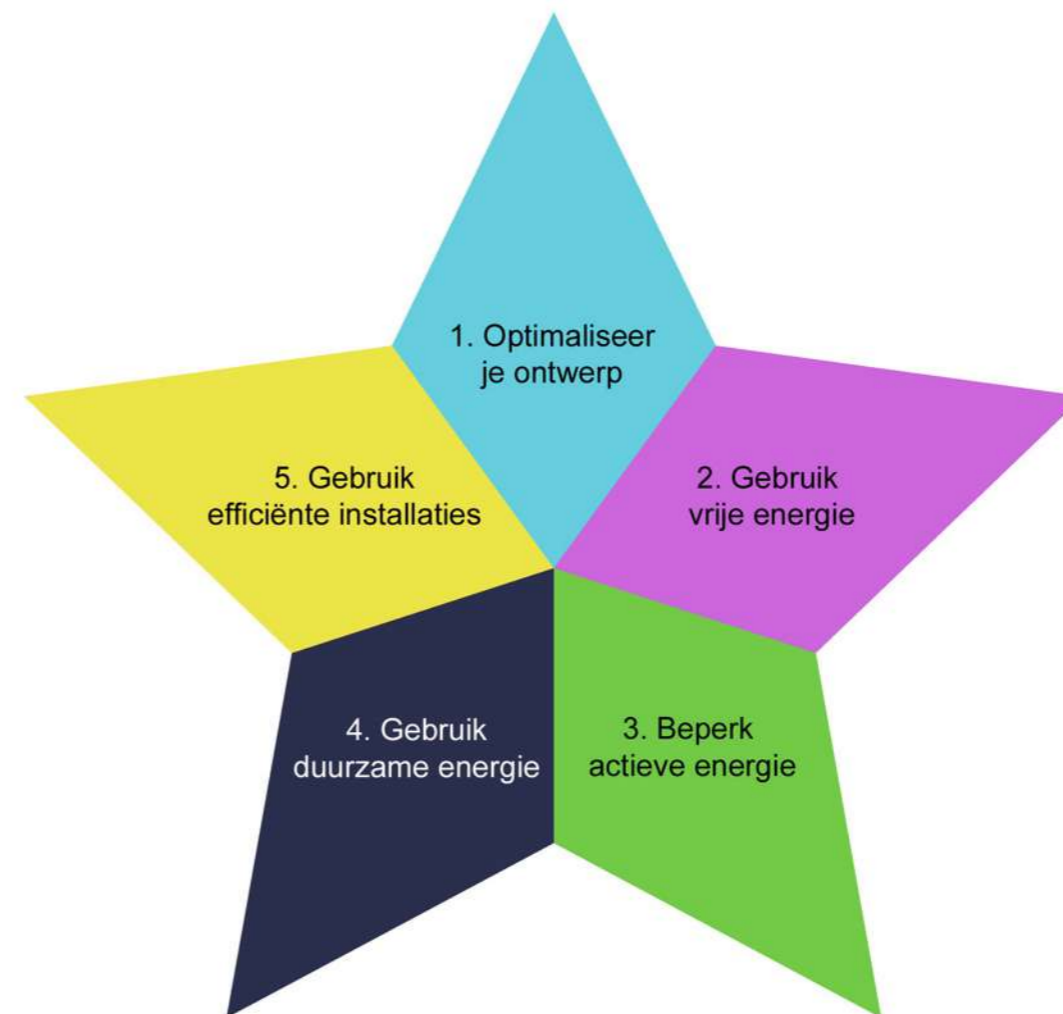 1. Optimaliseer
je ontwerp
2. Gebruik
vrije energie
3. Beperk
actieve energie
4. Gebruik
duurzame energie
5. Gebruik
efficiënte installaties